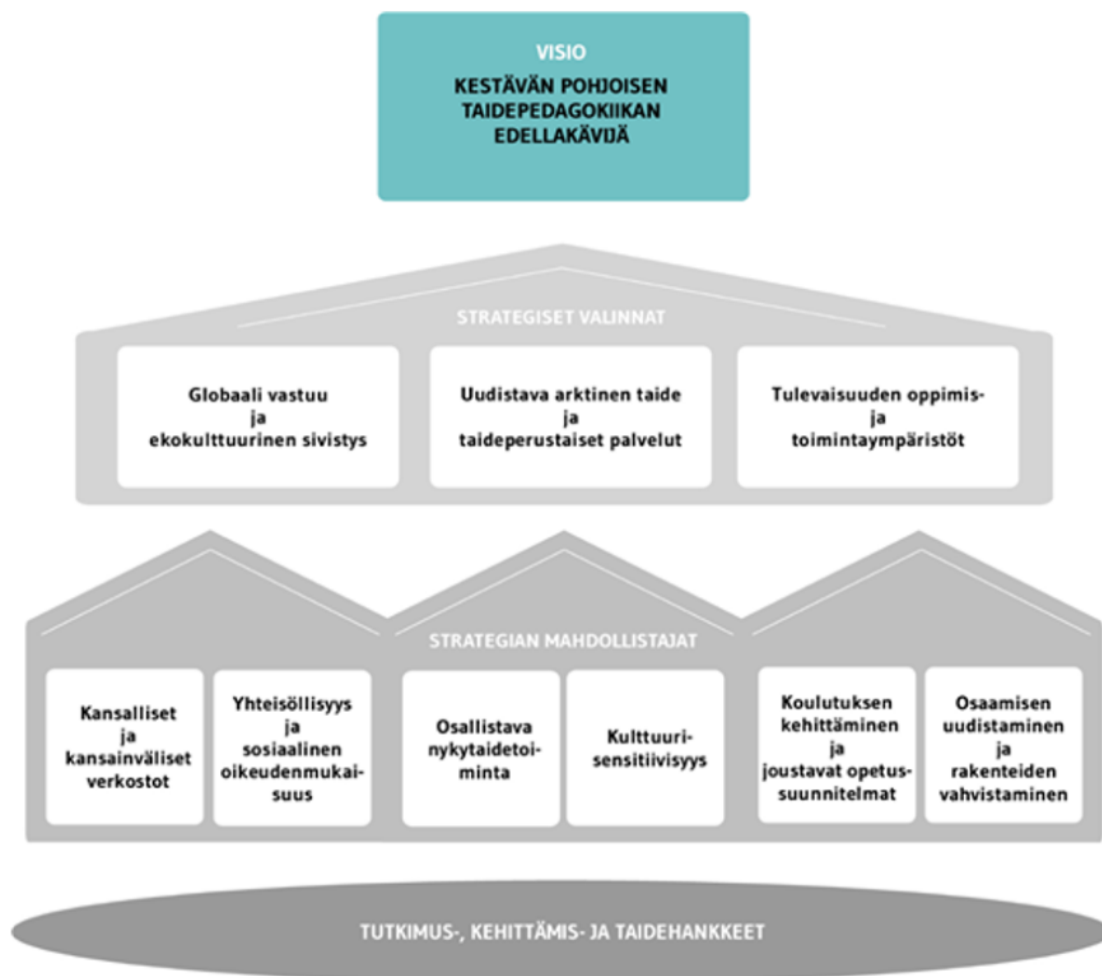 VISIO
KESTÄVÄN POHJOISEN
TAIDEPEDAGOKIIKAN
EDELLAKÄVIJÄ
STRATEGISET VALINNAT
Globaali vastuu
ja
ekokulttuurinen sivistys
Uudistava arktinen taide
ja
taideperustaiset palvelut
Tulevaisuuden oppimis-
ja
toimintaympäristöt
STRATEGIAN MAHDOLLISTAJAT
Kansalliset
ja
kansainväliset
verkostot
Yhteisöllisyys
ja
sosiaalinen
oikeudenmukai-
suus
Osallistava
nykytaidetoi-
minta
Kulttuuri-
sensitiivisyys
Koulutuksen
kehittäminen
ja
joustavat opetus-
suunnitelmat
Osaamisen
uudistaminen
ja
rakenteiden
vahvistaminen
TUTKIMUS-, KEHITTÄMIS- JA TAIDEHANKKEET